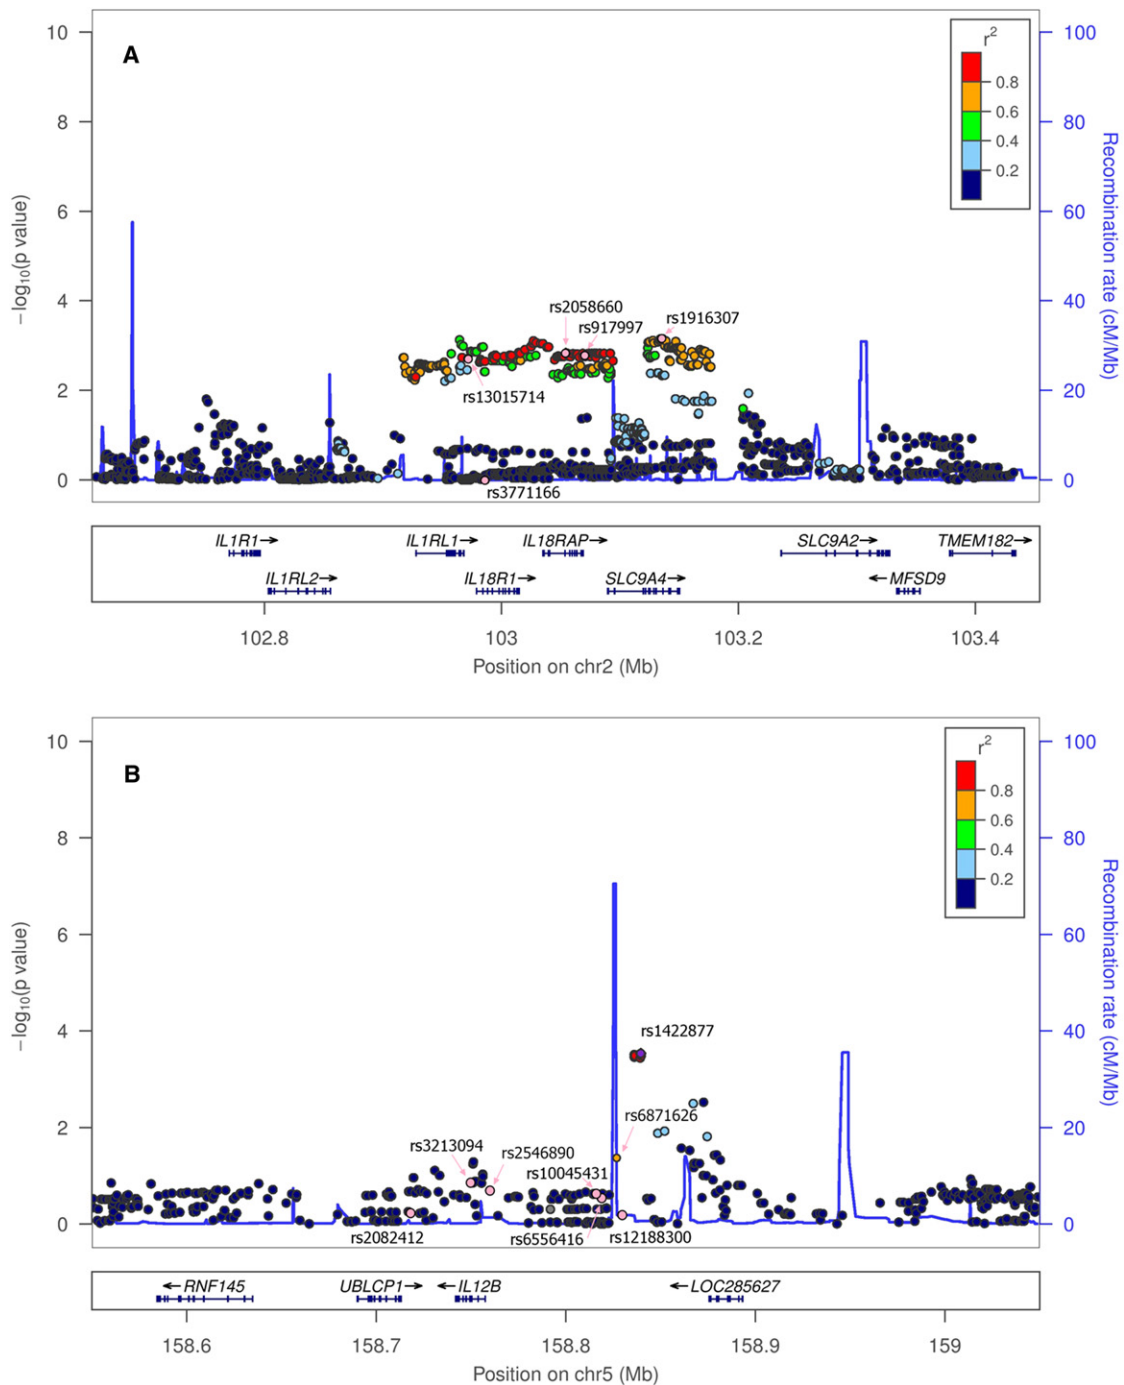 A
10
8
6
4
2
0
−log10(p value)
100
80
60
40
20
0
Recombination rate (cM/Mb)
r2
0.8
0.6
0.4
0.2
rs2058660
rs917997
rs1916307
rs13015714
rs3771166
IL1R1→
IL1RL1→
IL18RAP→
SLC9A2→
TMEM182→
IL1RL2→
IL18R1→
SLC9A4→
←MFSD9
102.8
103
103.2
103.4
Position on chr2 (Mb)
B
10
8
6
4
2
0
−log10(p value)
100
80
60
40
20
0
Recombination rate (cM/Mb)
r2
0.8
0.6
0.4
0.2
rs1422877
rs6871626
rs3213094
rs2546890
rs10045431
rs2082412
rs6556416
rs12188300
←RNF145
UBLCP1→
←IL12B
←LOC285627
158.6
158.7
158.8
158.9
159
Position on chr5 (Mb)